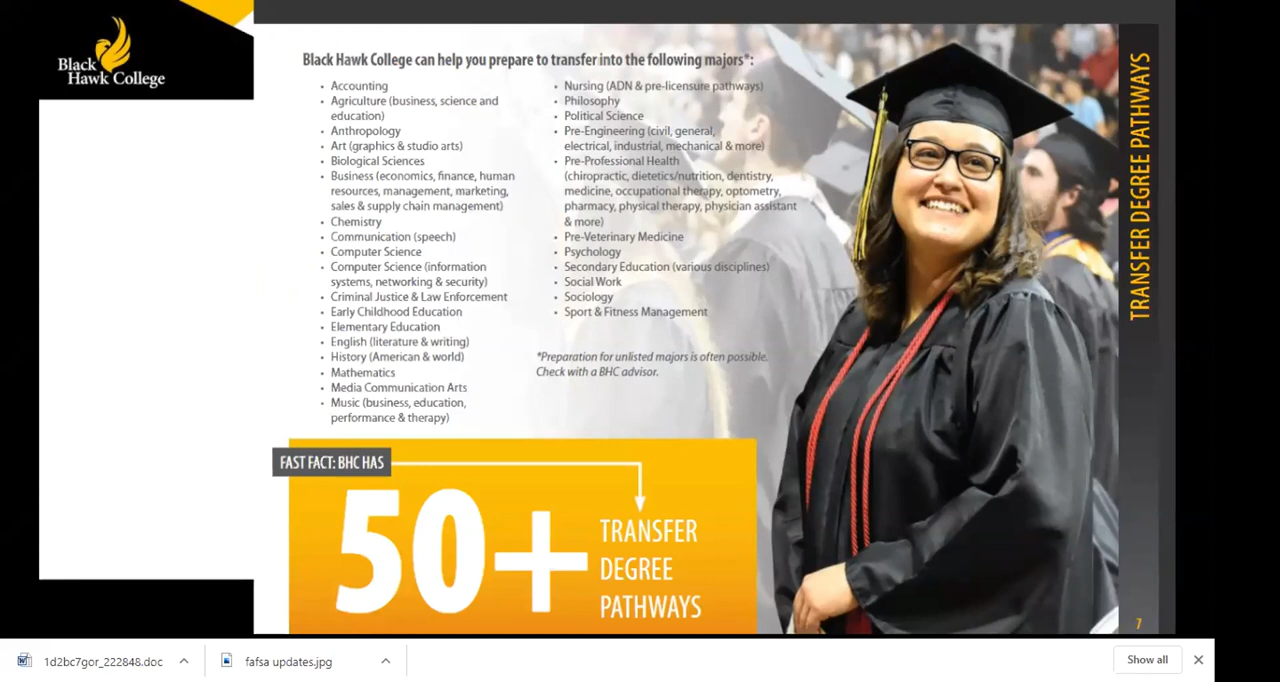 Black
Hawk College
Black Hawk College can help you prepare to transfer into the following majors*:
• Accounting
• Agriculture (business, science and
education)
• Anthropology
• Art (graphics & studio arts)
• Biological Sciences
• Business (economics, finance, human
resources, management, marketing,
sales & supply chain management)
• Chemistry
• Communication (speech)
• Computer Science
• Computer Science (information
systems, networking & security)
• Criminal Justice & Law Enforcement
• Early Childhood Education
• Elementary Education
• English (literature & writing)
• History (American & world)
• Mathematics
• Media Communication Arts
• Music (business, education,
performance & therapy)
• Nursing (ADN & pre-licensure pathways)
• Philosophy
• Political Science
• Pre-Engineering (civil, general,
electrical, industrial, mechanical & more)
• Pre-Professional Health
(chiropractic, dietetics/nutrition, dentistry,
medicine, occupational therapy, optometry,
pharmacy, physical therapy, physician assistant
& more)
• Pre-Veterinary Medicine
• Psychology
• Secondary Education (various disciplines)
• Social Work
• Sociology
• Sport & Fitness Management
*Preparation for unlisted majors is often possible.
Check with a BHC advisor.
FAST FACT: BHC HAS
50+
TRANSFER
DEGREE
PATHWAYS
TRANSFER DEGREE PATHWAYS
7
1d2bc7gor_222848.doc
fafsa updates.jpg
Show all